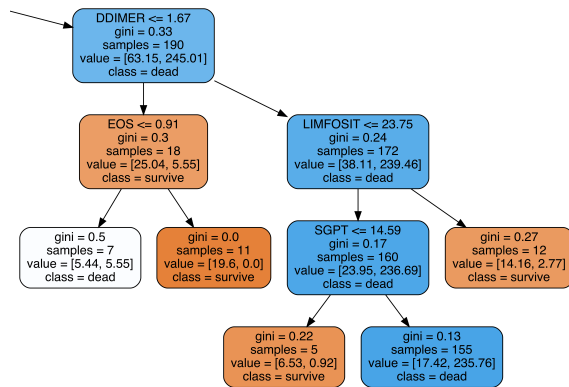 DDIMER <= 1.67
gini = 0.33
samples = 190
value = [63.15, 245.01]
class = dead
EOS <= 0.91
gini = 0.3
samples = 18
value = [25.04, 5.55]
class = survive
LIMFOSIT <= 23.75
gini = 0.24
samples = 172
value = [38.11, 239.46]
class = dead
gini = 0.5
samples = 7
value = [5.44, 5.55]
class = dead
gini = 0.0
samples = 11
value = [19.6, 0.0]
class = survive
SGPT <= 14.59
gini = 0.17
samples = 160
value = [23.95, 236.69]
class = dead
gini = 0.27
samples = 12
value = [14.16, 2.77]
class = survive
gini = 0.22
samples = 5
value = [6.53, 0.92]
class = survive
gini = 0.13
samples = 155
value = [17.42, 235.76]
class = dead